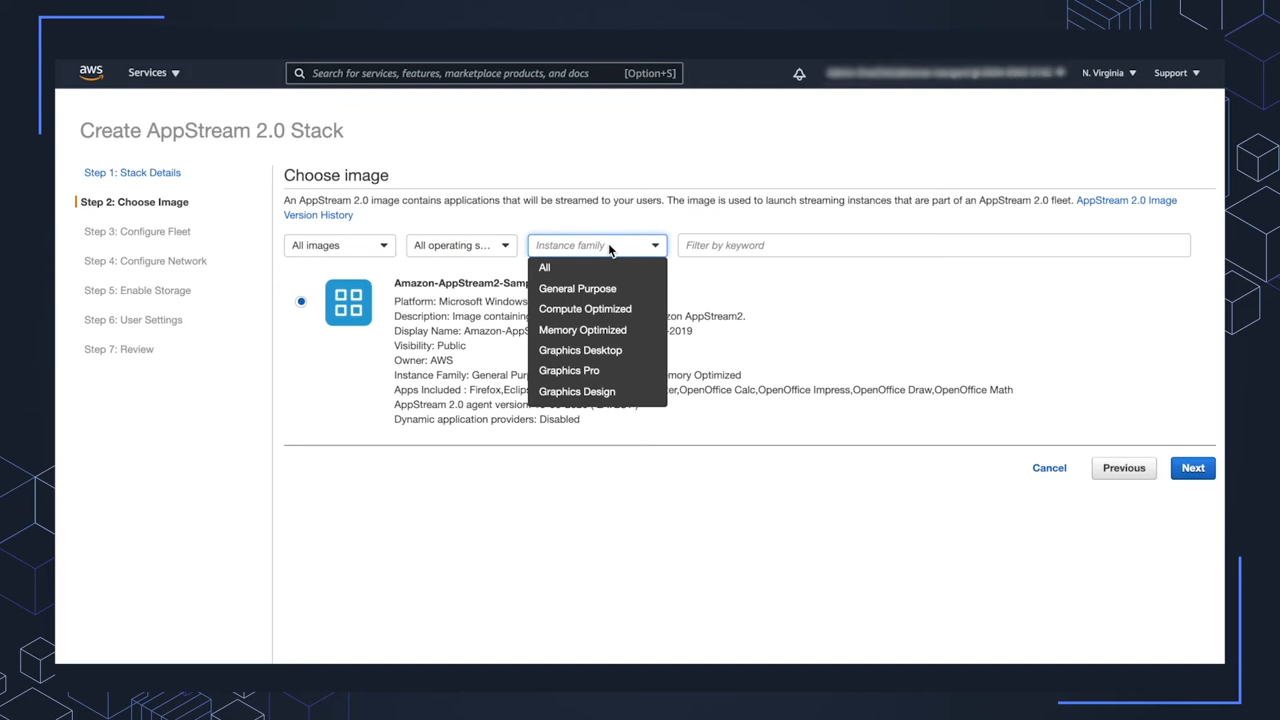 aws
Services
Search for services, features, marketplace products, and docs [Option+S]
N. Virginia
Support
Create AppStream 2.0 Stack
Step 1: Stack Details
Step 2: Choose Image
Step 3: Configure Fleet
Step 4: Configure Network
Step 5: Enable Storage
Step 6: User Settings
Step 7: Review
Choose image
An AppStream 2.0 image contains applications that will be streamed to your users. The image is used to launch streaming instances that are part of an AppStream 2.0 fleet. AppStream 2.0 Image
Version History
All images
All operating s...
Instance family
Filter by keyword
All
General Purpose
Compute Optimized
Memory Optimized
Graphics Desktop
Graphics Pro
Graphics Design
Amazon-AppStream2-Samp
Platform: Microsoft Windows
Description: Image containing AppStream2.
Display Name: Amazon-AppS -2019
Visibility: Public
Owner: AWS
Instance Family: General Purp Optimized
Apps Included : Firefox,Eclips OpenOffice Calc,OpenOffice Impress,OpenOffice Draw,OpenOffice Math
AppStream 2.0 agent version:
Dynamic application providers: Disabled
Cancel
Previous
Next